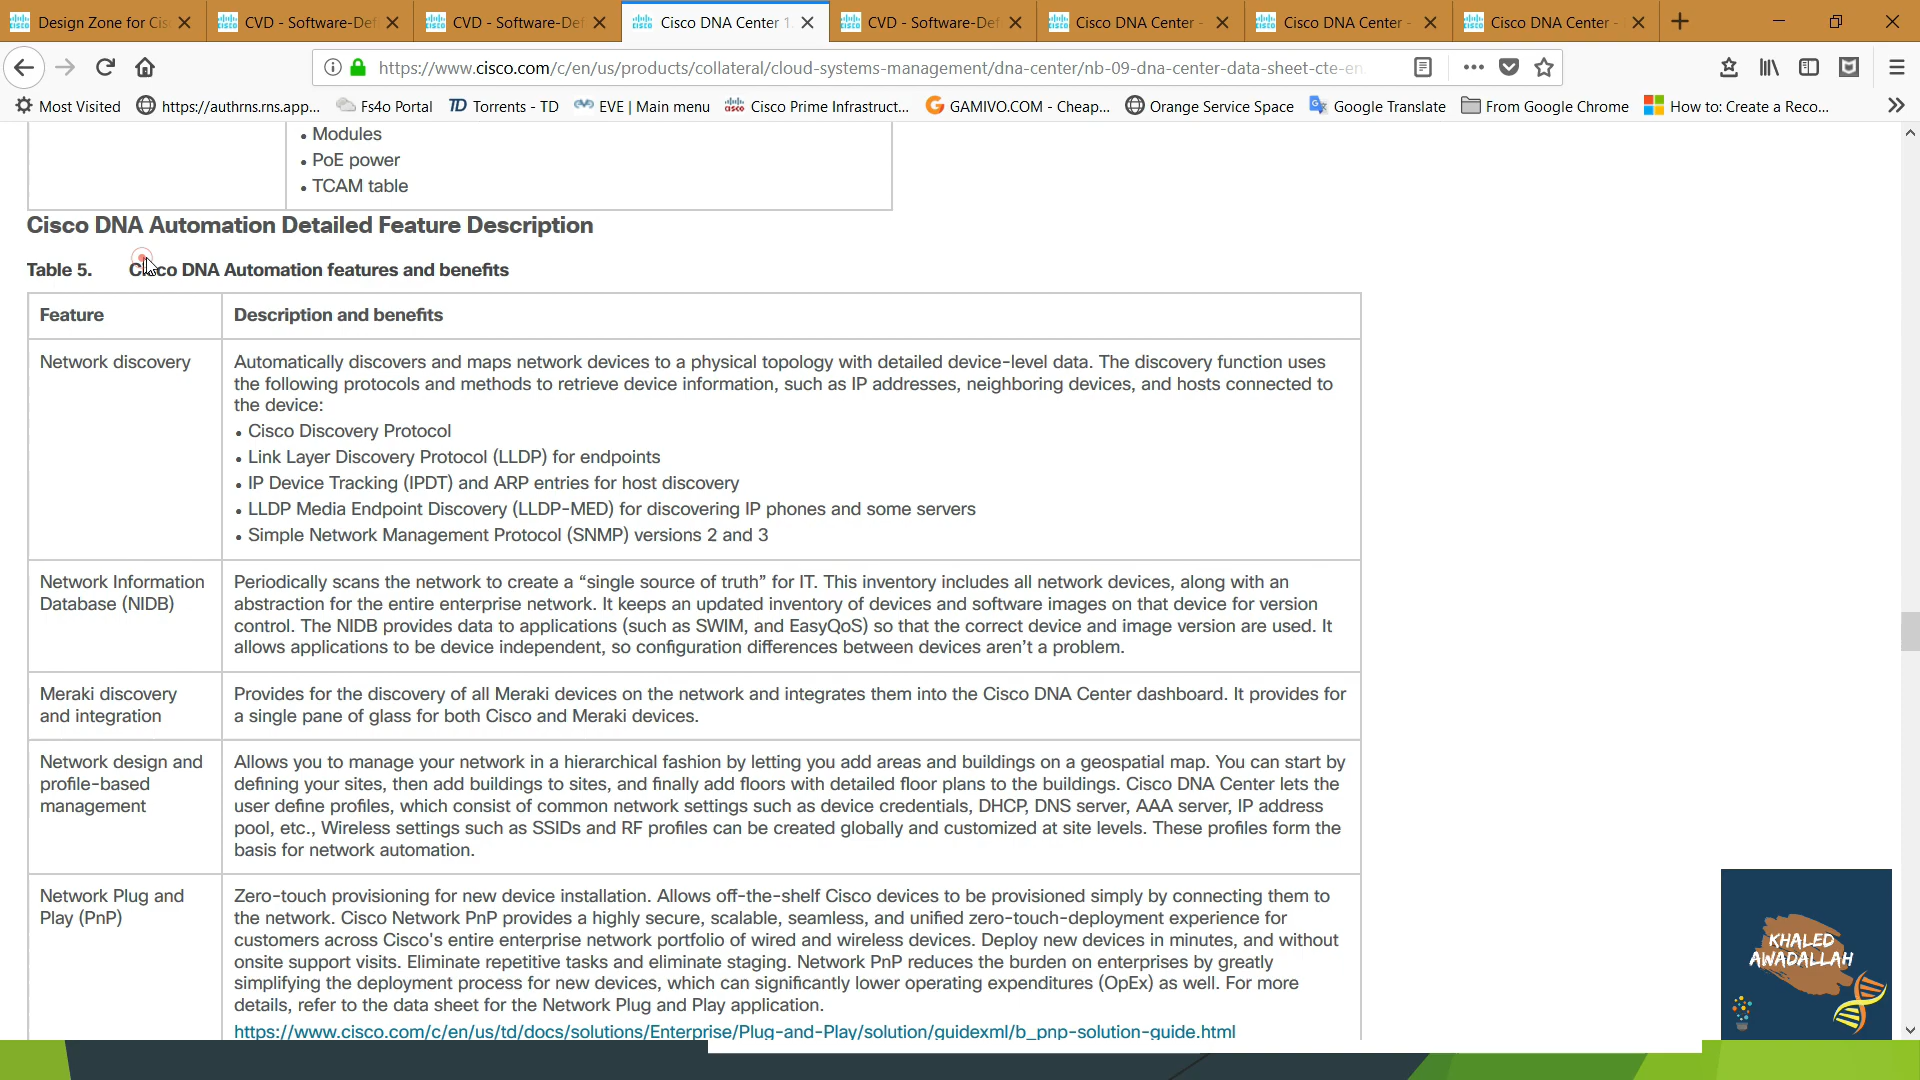 Design Zone for Cis
CVD - Software-Def
CVD - Software-Def
Cisco DNA Center 1.
CVD - Software-Def
Cisco DNA Center -
Cisco DNA Center -
Cisco DNA Center -
https://www.cisco.com/c/en/us/products/collateral/cloud-systems-management/dna-center/nb-09-dna-center-data-sheet-cte-en
Most Visited
https://authrns.rns.app...
Fs4o Portal
TD Torrents - TD
EVE | Main menu
Cisco Prime Infrastruct...
GAMIVO.COM - Cheap...
Orange Service Space
Google Translate
From Google Chrome
How to: Create a Reco...
• Modules
• PoE power
• TCAM table
Cisco DNA Automation Detailed Feature Description
Table 5. Cisco DNA Automation features and benefits
Feature
Description and benefits
Network discovery
Automatically discovers and maps network devices to a physical topology with detailed device-level data. The discovery function uses
the following protocols and methods to retrieve device information, such as IP addresses, neighboring devices, and hosts connected to
the device:
• Cisco Discovery Protocol
• Link Layer Discovery Protocol (LLDP) for endpoints
• IP Device Tracking (IPDT) and ARP entries for host discovery
• LLDP Media Endpoint Discovery (LLDP-MED) for discovering IP phones and some servers
• Simple Network Management Protocol (SNMP) versions 2 and 3
Network Information
Database (NIDB)
Periodically scans the network to create a “single source of truth” for IT. This inventory includes all network devices, along with an
abstraction for the entire enterprise network. It keeps an updated inventory of devices and software images on that device for version
control. The NIDB provides data to applications (such as SWIM, and EasyQoS) so that the correct device and image version are used. It
allows applications to be device independent, so configuration differences between devices aren’t a problem.
Meraki discovery
and integration
Provides for the discovery of all Meraki devices on the network and integrates them into the Cisco DNA Center dashboard. It provides for
a single pane of glass for both Cisco and Meraki devices.
Network design and
profile-based
management
Allows you to manage your network in a hierarchical fashion by letting you add areas and buildings on a geospatial map. You can start by
defining your sites, then add buildings to sites, and finally add floors with detailed floor plans to the buildings. Cisco DNA Center lets the
user define profiles, which consist of common network settings such as device credentials, DHCP, DNS server, AAA server, IP address
pool, etc., Wireless settings such as SSIDs and RF profiles can be created globally and customized at site levels. These profiles form the
basis for network automation.
Network Plug and
Play (PnP)
Zero-touch provisioning for new device installation. Allows off-the-shelf Cisco devices to be provisioned simply by connecting them to
the network. Cisco Network PnP provides a highly secure, scalable, seamless, and unified zero-touch-deployment experience for
customers across Cisco's entire enterprise network portfolio of wired and wireless devices. Deploy new devices in minutes, and without
onsite support visits. Eliminate repetitive tasks and eliminate staging. Network PnP reduces the burden on enterprises by greatly
simplifying the deployment process for new devices, which can significantly lower operating expenditures (OpEx) as well. For more
details, refer to the data sheet for the Network Plug and Play application.
https://www.cisco.com/c/en/us/td/docs/solutions/Enterprise/Plug-and-Play/solution/guidexml/b_pnp-solution-guide.html
KHALED
AWADALLAH